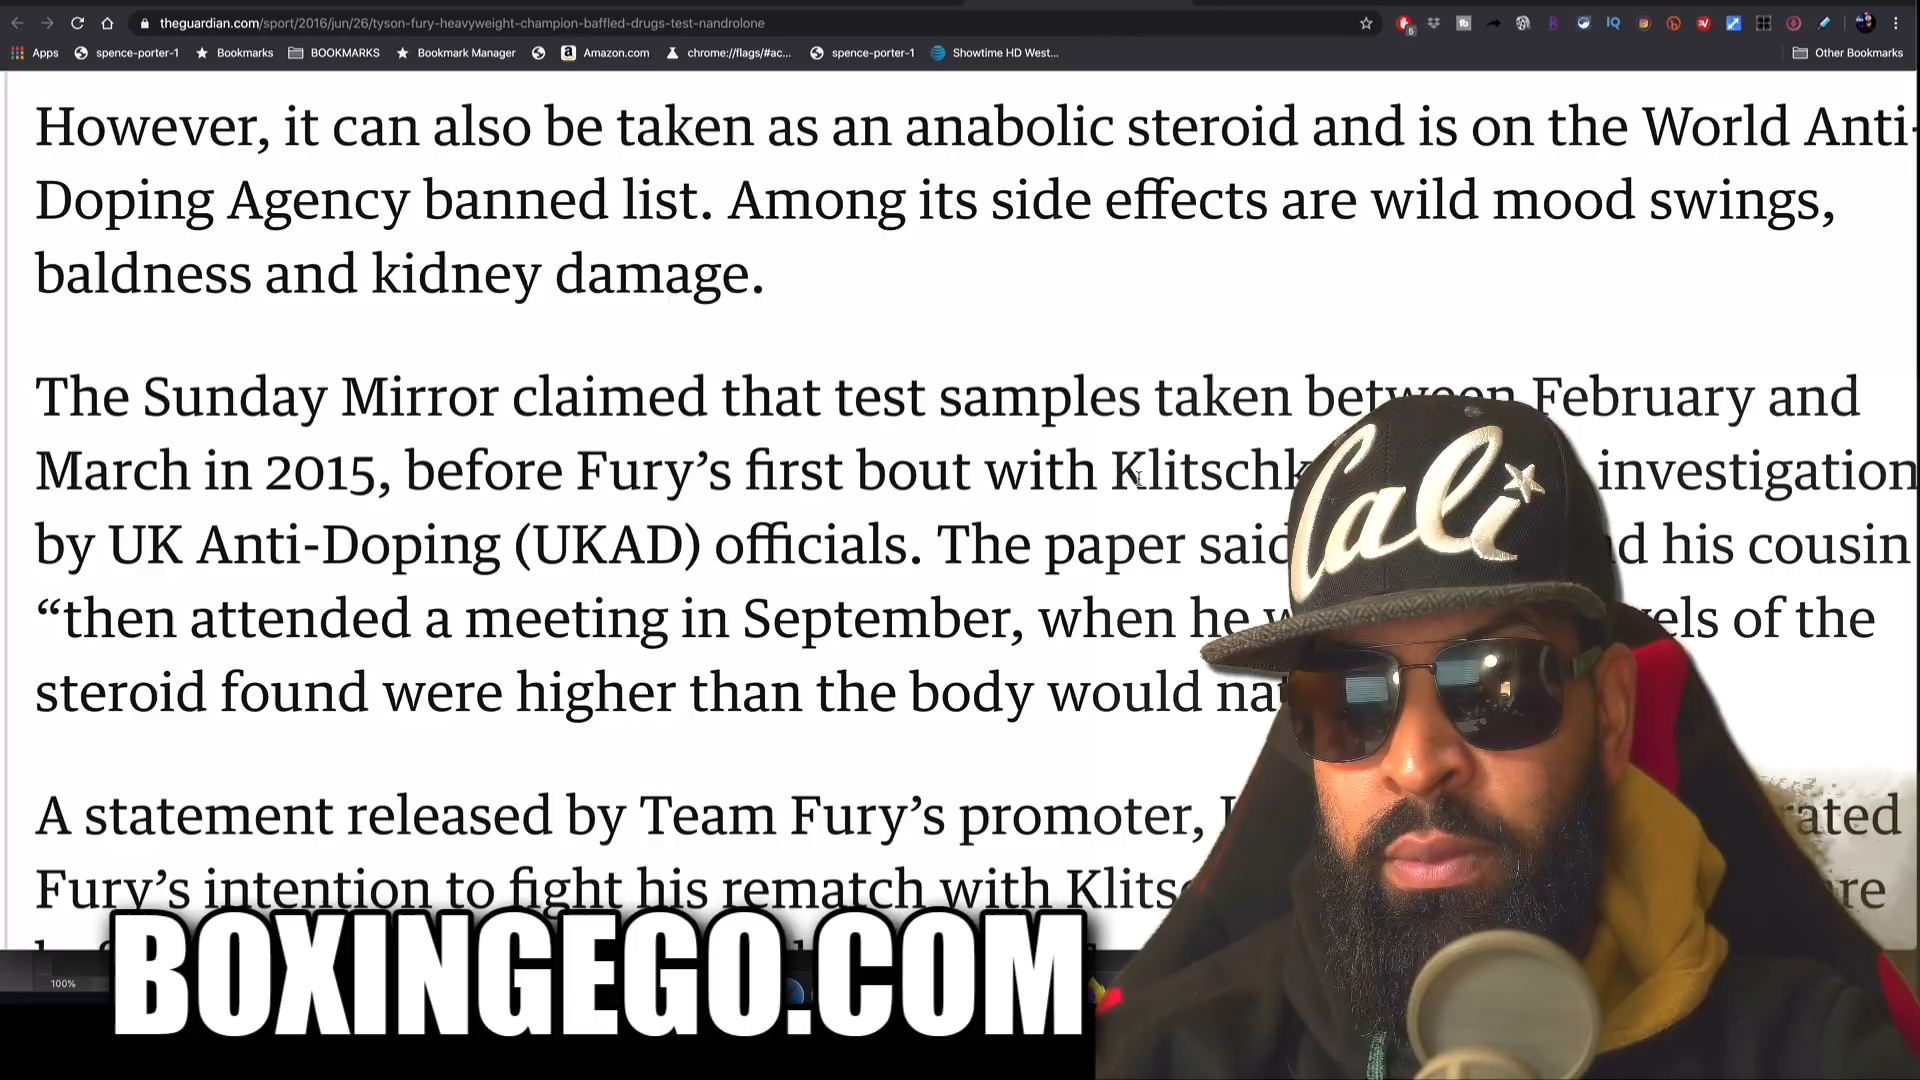 theguardian.com/sport/2016/jun/26/tyson-fury-heavyweight-champion-baffled-drugs-test-nandrolone
Apps spence-porter-1 Bookmarks BOOKMARKS Bookmark Manager Amazon.com chrome://flags/#ac... spence-porter-1 Showtime HD West... Other Bookmarks
However, it can also be taken as an anabolic steroid and is on the World Anti-
Doping Agency banned list. Among its side effects are wild mood swings,
baldness and kidney damage.
The Sunday Mirror claimed that test samples taken between February and
March in 2015, before Fury’s first bout with Klitschk investigation
by UK Anti-Doping (UKAD) officials. The paper said his cousin
“then attended a meeting in September, when he of the
steroid found were higher than the body would
A statement released by Team Fury’s promoter,
Fury’s intention to fight his rematch with
Cali
BOXINGEGO.COM
100%